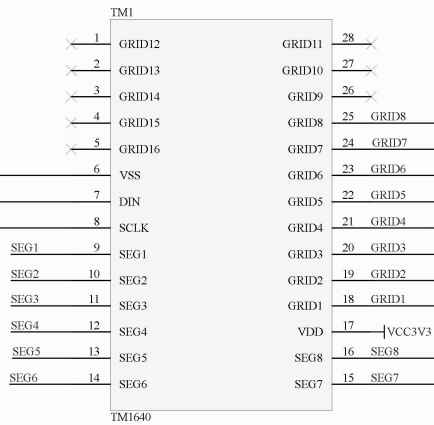 TM1
1 GRID12 GRID11 28
2 GRID13 GRID10 27
3 GRID14 GRID9 26
4 GRID15 GRID8 25 GRID8
5 GRID16 GRID7 24 GRID7
6 VSS GRID6 23 GRID6
7 DIN GRID5 22 GRID5
8 SCLK GRID4 21 GRID4
SEG1 9 SEG1 GRID3 20 GRID3
SEG2 10 SEG2 GRID2 19 GRID2
SEG3 11 SEG3 GRID1 18 GRID1
SEG4 12 SEG4 VDD 17 VCC3V3
SEG5 13 SEG5 SEG8 16 SEG8
SEG6 14 SEG6 SEG7 15 SEG7
TM1640